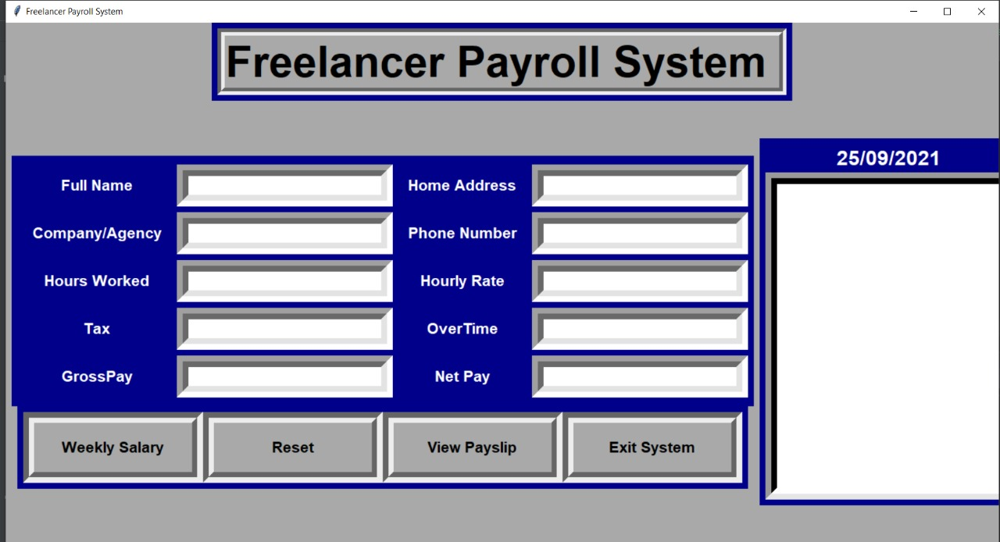 Freelancer Payroll System
Freelancer Payroll System
25/09/2021
Full Name
Home Address
Company/Agency
Phone Number
Hours Worked
Hourly Rate
Tax
OverTime
GrossPay
Net Pay
Weekly Salary
Reset
View Payslip
Exit System